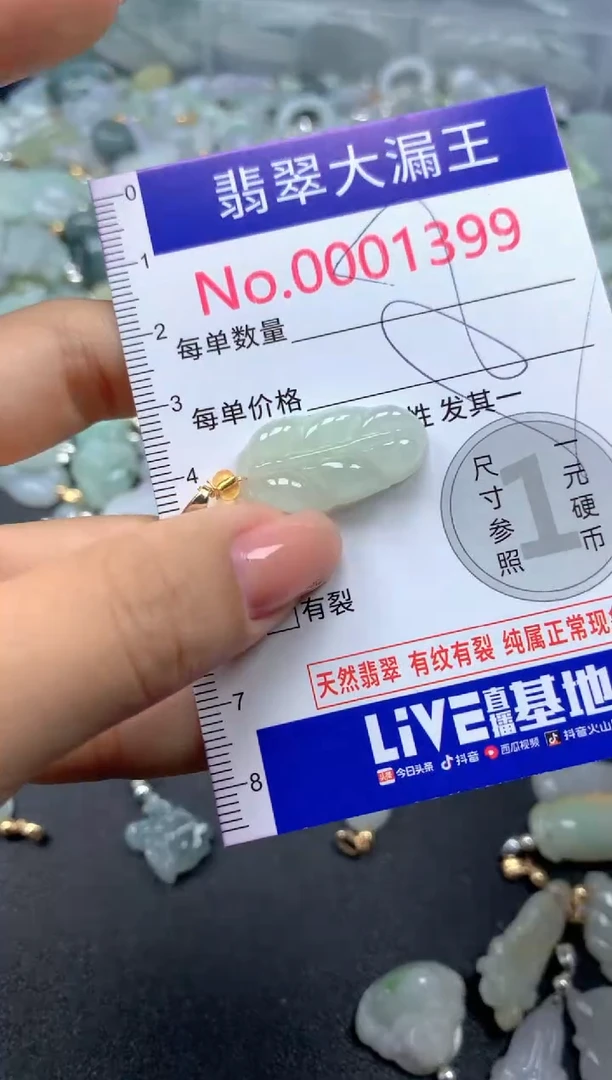 翡翠大漏王
No.0001399
每单数量
每单价格
性 发其一
尺寸参照
1
一元硬币
有裂
天然翡翠 有纹有裂 纯属正常现
LiVE直播基地
今日头条 抖音 西瓜视频 抖音火山
0
1
2
3
4
7
8